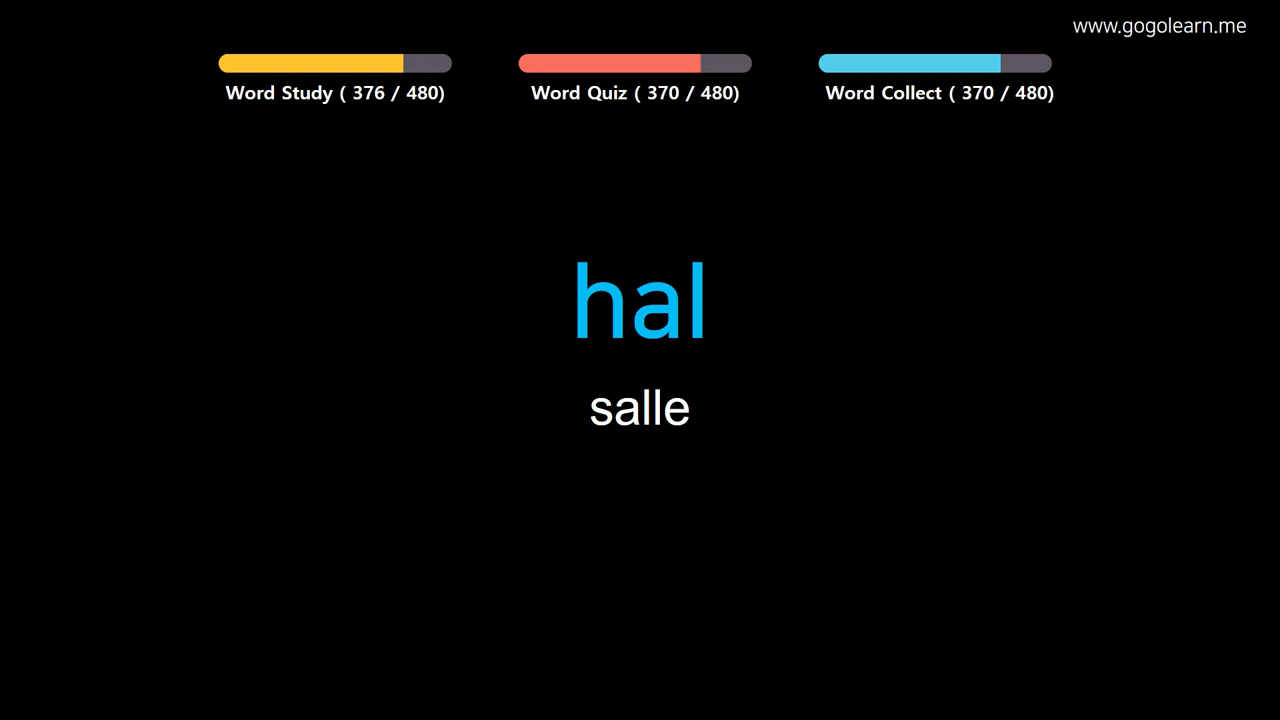 www.gogolearn.me
Word Study ( 376 / 480)
Word Quiz ( 370 / 480)
Word Collect ( 370 / 480)
hal
salle